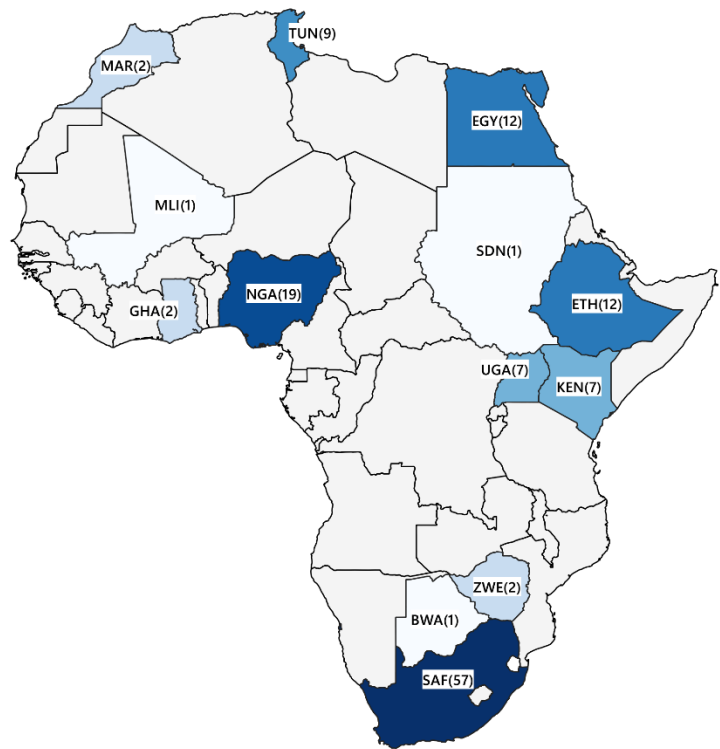 TUN(9)
MAR(2)
EGY(12)
MLI(1)
SDN(1)
NGA(19)
ETH(12)
GHA(2)
UGA(7)
KEN(7)
ZWE(2)
BWA(1)
SAF(57)